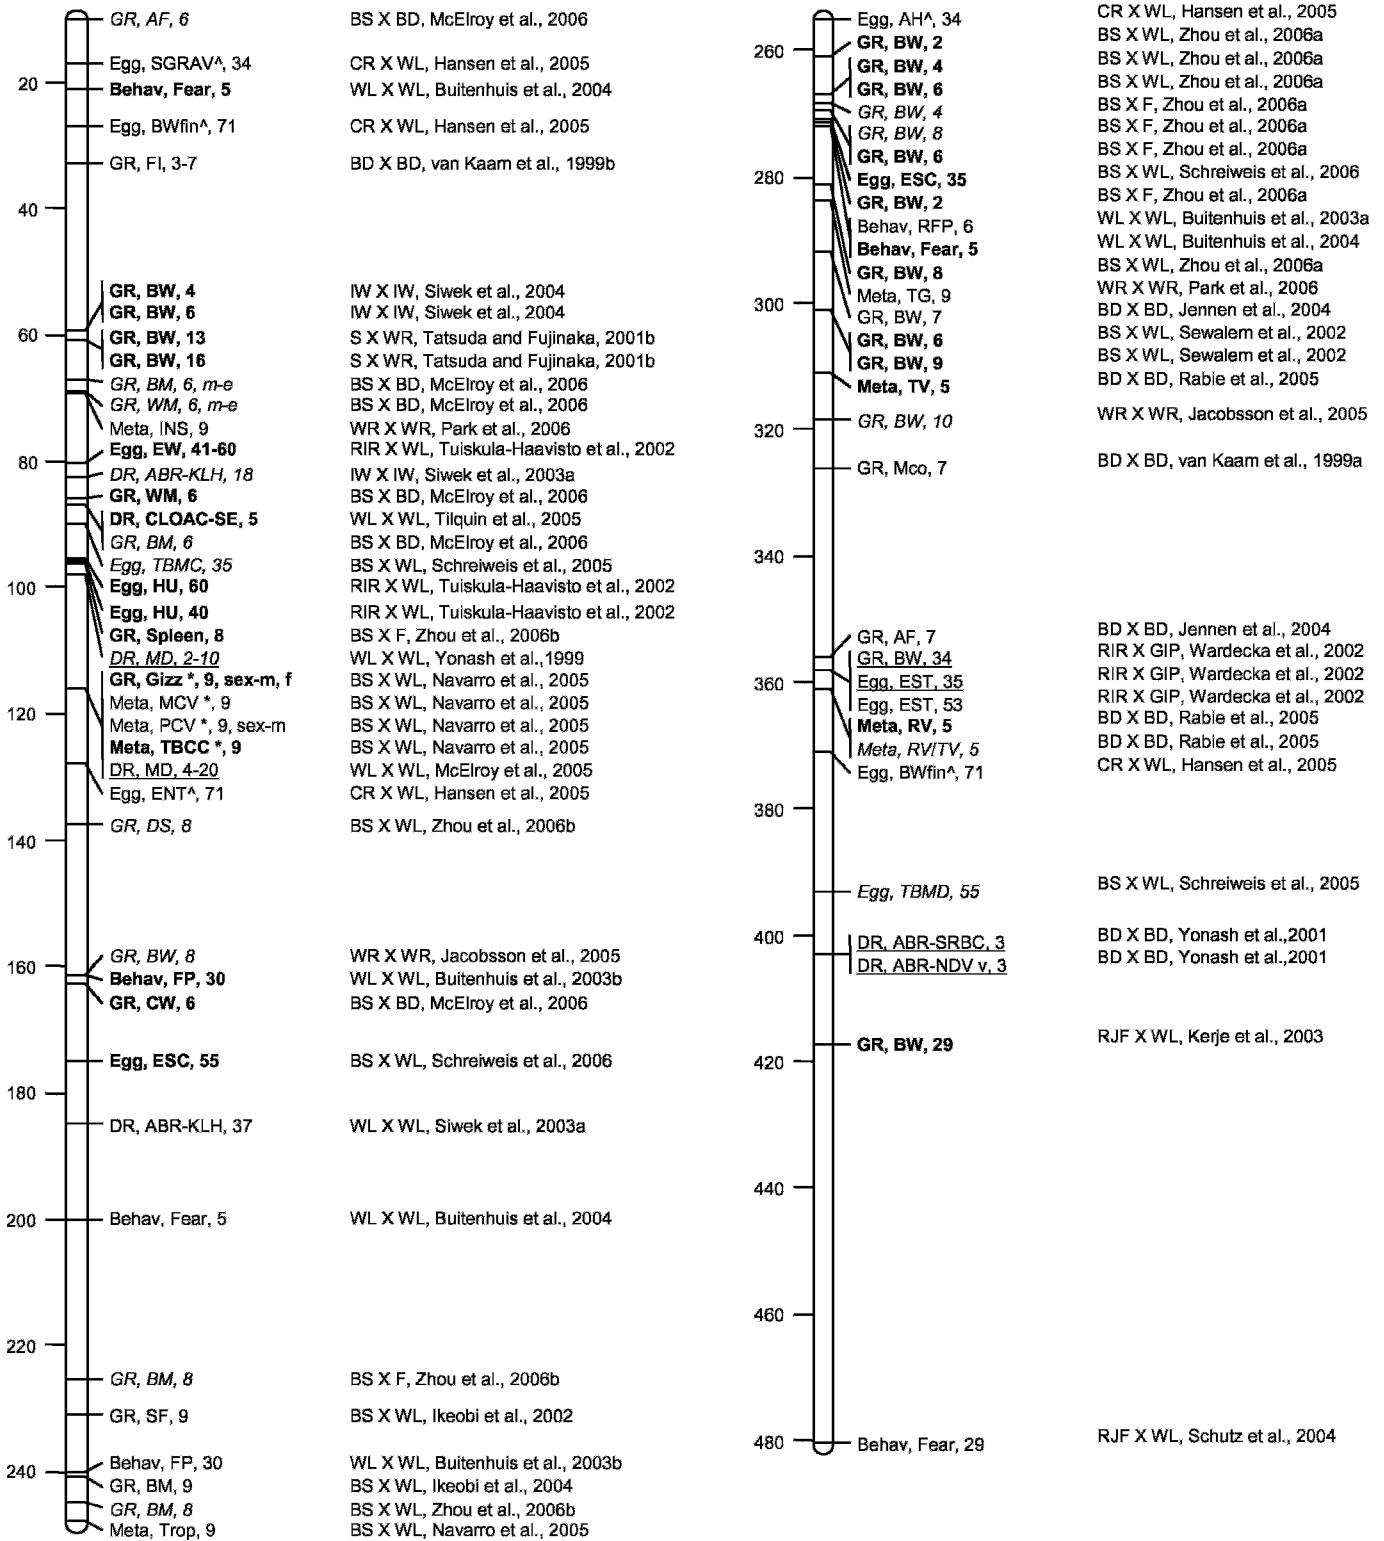 GR, AF, 6 BS X BD, McElroy et al., 2006
Egg, SGRAV^, 34 CR X WL, Hansen et al., 2005
20 Behav, Fear, 5 WL X WL, Buitenhuis et al., 2004
Egg, BWfin^, 71 CR X WL, Hansen et al., 2005
GR, FI, 3-7 BD X BD, van Kaam et al., 1999b
40
GR, BW, 4 IW X IW, Siwek et al., 2004
GR, BW, 6 IW X IW, Siwek et al., 2004
60 GR, BW, 13 S X WR, Tatsuda and Fujinaka, 2001b
GR, BW, 16 S X WR, Tatsuda and Fujinaka, 2001b
GR, BM, 6, m-e BS X BD, McElroy et al., 2006
GR, WM, 6, m-e BS X BD, McElroy et al., 2006
Meta, INS, 9 WR X WR, Park et al., 2006
Egg, EW, 41-60 RIR X WL, Tuiskula-Haavisto et al., 2002
80 DR, ABR-KLH, 18 IW X IW, Siwek et al., 2003a
GR, WM, 6 BS X BD, McElroy et al., 2006
DR, CLOAC-SE, 5 WL X WL, Tilquin et al., 2005
GR, BM, 6 BS X BD, McElroy et al., 2006
Egg, TBMC, 35 BS X WL, Schreiweis et al., 2005
100 Egg, HU, 60 RIR X WL, Tuiskula-Haavisto et al., 2002
Egg, HU, 40 RIR X WL, Tuiskula-Haavisto et al., 2002
GR, Spleen, 8 BS X F, Zhou et al., 2006b
DR, MD, 2-10 WL X WL, Yonash et al.,1999
GR, Gizz *, 9, sex-m, f BS X WL, Navarro et al., 2005
Meta, MCV *, 9 BS X WL, Navarro et al., 2005
120 Meta, PCV *, 9, sex-m BS X WL, Navarro et al., 2005
Meta, TBCC *, 9 BS X WL, Navarro et al., 2005
DR, MD, 4-20 WL X WL, McElroy et al., 2005
Egg, ENT^, 71 CR X WL, Hansen et al., 2005
GR, DS, 8 BS X WL, Zhou et al., 2006b
140
GR, BW, 8 WR X WR, Jacobsson et al., 2005
160 Behav, FP, 30 WL X WL, Buitenhuis et al., 2003b
GR, CW, 6 BS X BD, McElroy et al., 2006
Egg, ESC, 55 BS X WL, Schreiweis et al., 2006
180
DR, ABR-KLH, 37 WL X WL, Siwek et al., 2003a
200 Behav, Fear, 5 WL X WL, Buitenhuis et al., 2004
220
GR, BM, 8 BS X F, Zhou et al., 2006b
GR, SF, 9 BS X WL, Ikeobi et al., 2002
Behav, FP, 30 WL X WL, Buitenhuis et al., 2003b
240 GR, BM, 9 BS X WL, Ikeobi et al., 2004
GR, BM, 8 BS X WL, Zhou et al., 2006b
Meta, Trop, 9 BS X WL, Navarro et al., 2005
Egg, AH^, 34 CR X WL, Hansen et al., 2005
260 GR, BW, 2 BS X WL, Zhou et al., 2006a
GR, BW, 4 BS X WL, Zhou et al., 2006a
GR, BW, 6 BS X WL, Zhou et al., 2006a
GR, BW, 4 BS X F, Zhou et al., 2006a
GR, BW, 8 BS X F, Zhou et al., 2006a
GR, BW, 6 BS X F, Zhou et al., 2006a
280 Egg, ESC, 35 BS X WL, Schreiweis et al., 2006
GR, BW, 2 BS X F, Zhou et al., 2006a
Behav, RFP, 6 WL X WL, Buitenhuis et al., 2003a
Behav, Fear, 5 WL X WL, Buitenhuis et al., 2004
GR, BW, 8 BS X WL, Zhou et al., 2006a
Meta, TG, 9 WR X WR, Park et al., 2006
300 GR, BW, 7 BD X BD, Jennen et al., 2004
GR, BW, 6 BS X WL, Sewalem et al., 2002
GR, BW, 9 BS X WL, Sewalem et al., 2002
Meta, TV, 5 BD X BD, Rabie et al., 2005
GR, BW, 10 WR X WR, Jacobsson et al., 2005
320
GR, Mco, 7 BD X BD, van Kaam et al., 1999a
340
GR, AF, 7 BD X BD, Jennen et al., 2004
GR, BW, 34 RIR X GIP, Wardecka et al., 2002
360 Egg, EST, 35 RIR X GIP, Wardecka et al., 2002
Egg, EST, 53 RIR X GIP, Wardecka et al., 2002
Meta, RV, 5 BD X BD, Rabie et al., 2005
Meta, RV/TV, 5 BD X BD, Rabie et al., 2005
Egg, BWfin^, 71 CR X WL, Hansen et al., 2005
380
Egg, TBMD, 55 BS X WL, Schreiweis et al., 2005
400 DR, ABR-SRBC, 3 BD X BD, Yonash et al.,2001
DR, ABR-NDV v, 3 BD X BD, Yonash et al.,2001
GR, BW, 29 RJF X WL, Kerje et al., 2003
420
440
460
480 Behav, Fear, 29 RJF X WL, Schutz et al., 2004